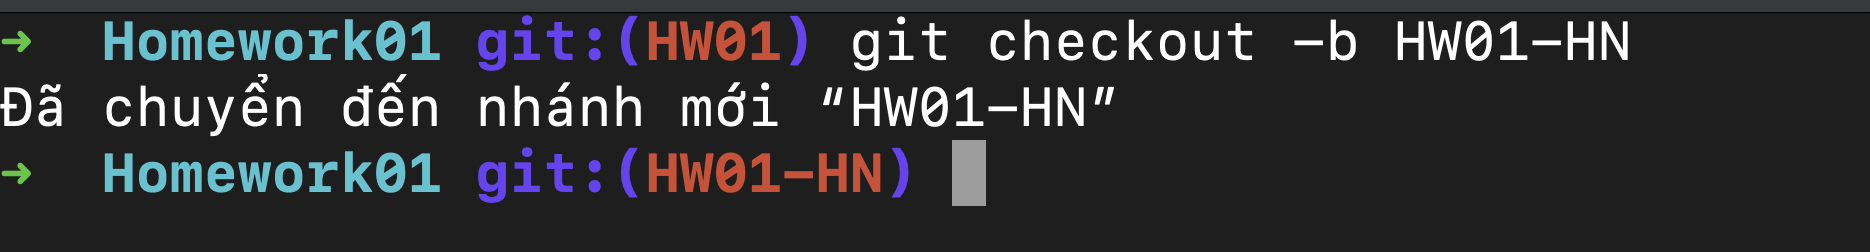 ➜ Homework01 git:(HW01) git checkout -b HW01-HN
Đã chuyển đến nhánh mới “HW01-HN”
➜ Homework01 git:(HW01-HN)